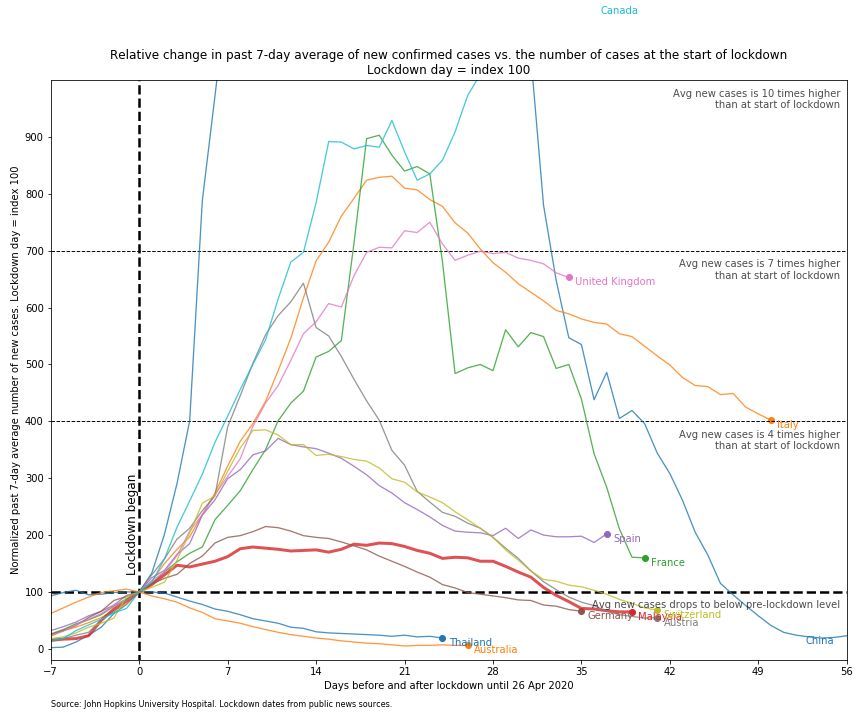 Canada
Relative change in past 7-day average of new confirmed cases vs. the number of cases at the start of lockdown
Lockdown day = index 100
Avg new cases is 10 times higher
than at start of lockdown
Avg new cases is 7 times higher
than at start of lockdown
United Kingdom
Italy
Avg new cases is 4 times higher
than at start of lockdown
Spain
France
Avg new cases drops to below pre-lockdown level
Germany
Malaysia
Switzerland
Austria
Thailand
Australia
China
Lockdown began
Normalized past 7-day average number of new cases. Lockdown day = index 100
900
800
700
600
500
400
300
200
100
0
−7 0 7 14 21 28 35 42 49 56
Days before and after lockdown until 26 Apr 2020
Source: John Hopkins University Hospital. Lockdown dates from public news sources.